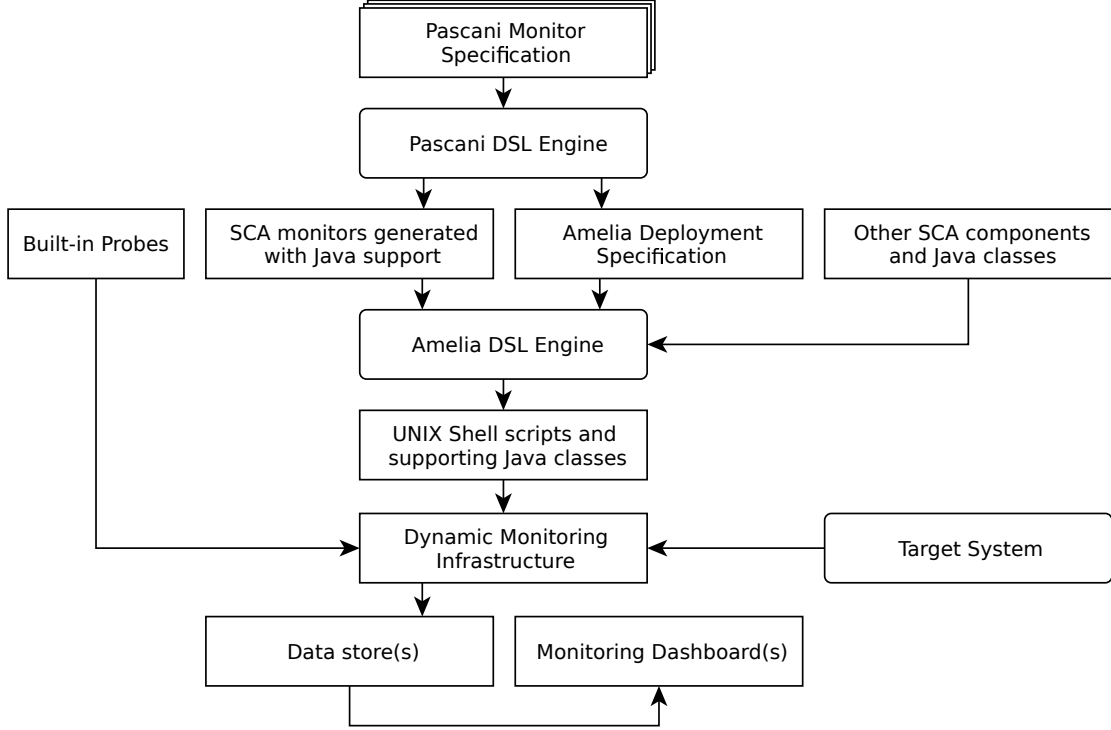 Pascani Monitor
Specification
Pascani DSL Engine
Built-in Probes
SCA monitors generated
with Java support
Amelia Deployment
Specification
Other SCA components
and Java classes
Amelia DSL Engine
UNIX Shell scripts and
supporting Java classes
Dynamic Monitoring
Infrastructure
Target System
Data store(s)
Monitoring Dashboard(s)